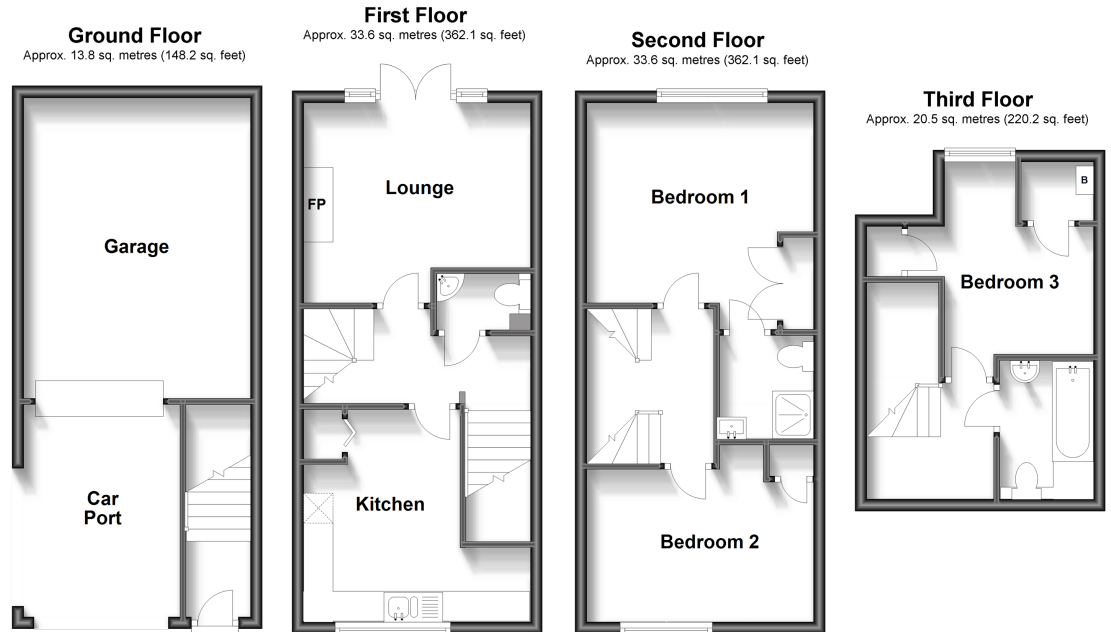 Ground Floor
Approx. 13.8 sq. metres (148.2 sq. feet)
Garage
Car
Port
First Floor
Approx. 33.6 sq. metres (362.1 sq. feet)
Lounge
FP
Kitchen
Second Floor
Approx. 33.6 sq. metres (362.1 sq. feet)
Bedroom 1
Bedroom 2
Third Floor
Approx. 20.5 sq. metres (220.2 sq. feet)
B
Bedroom 3